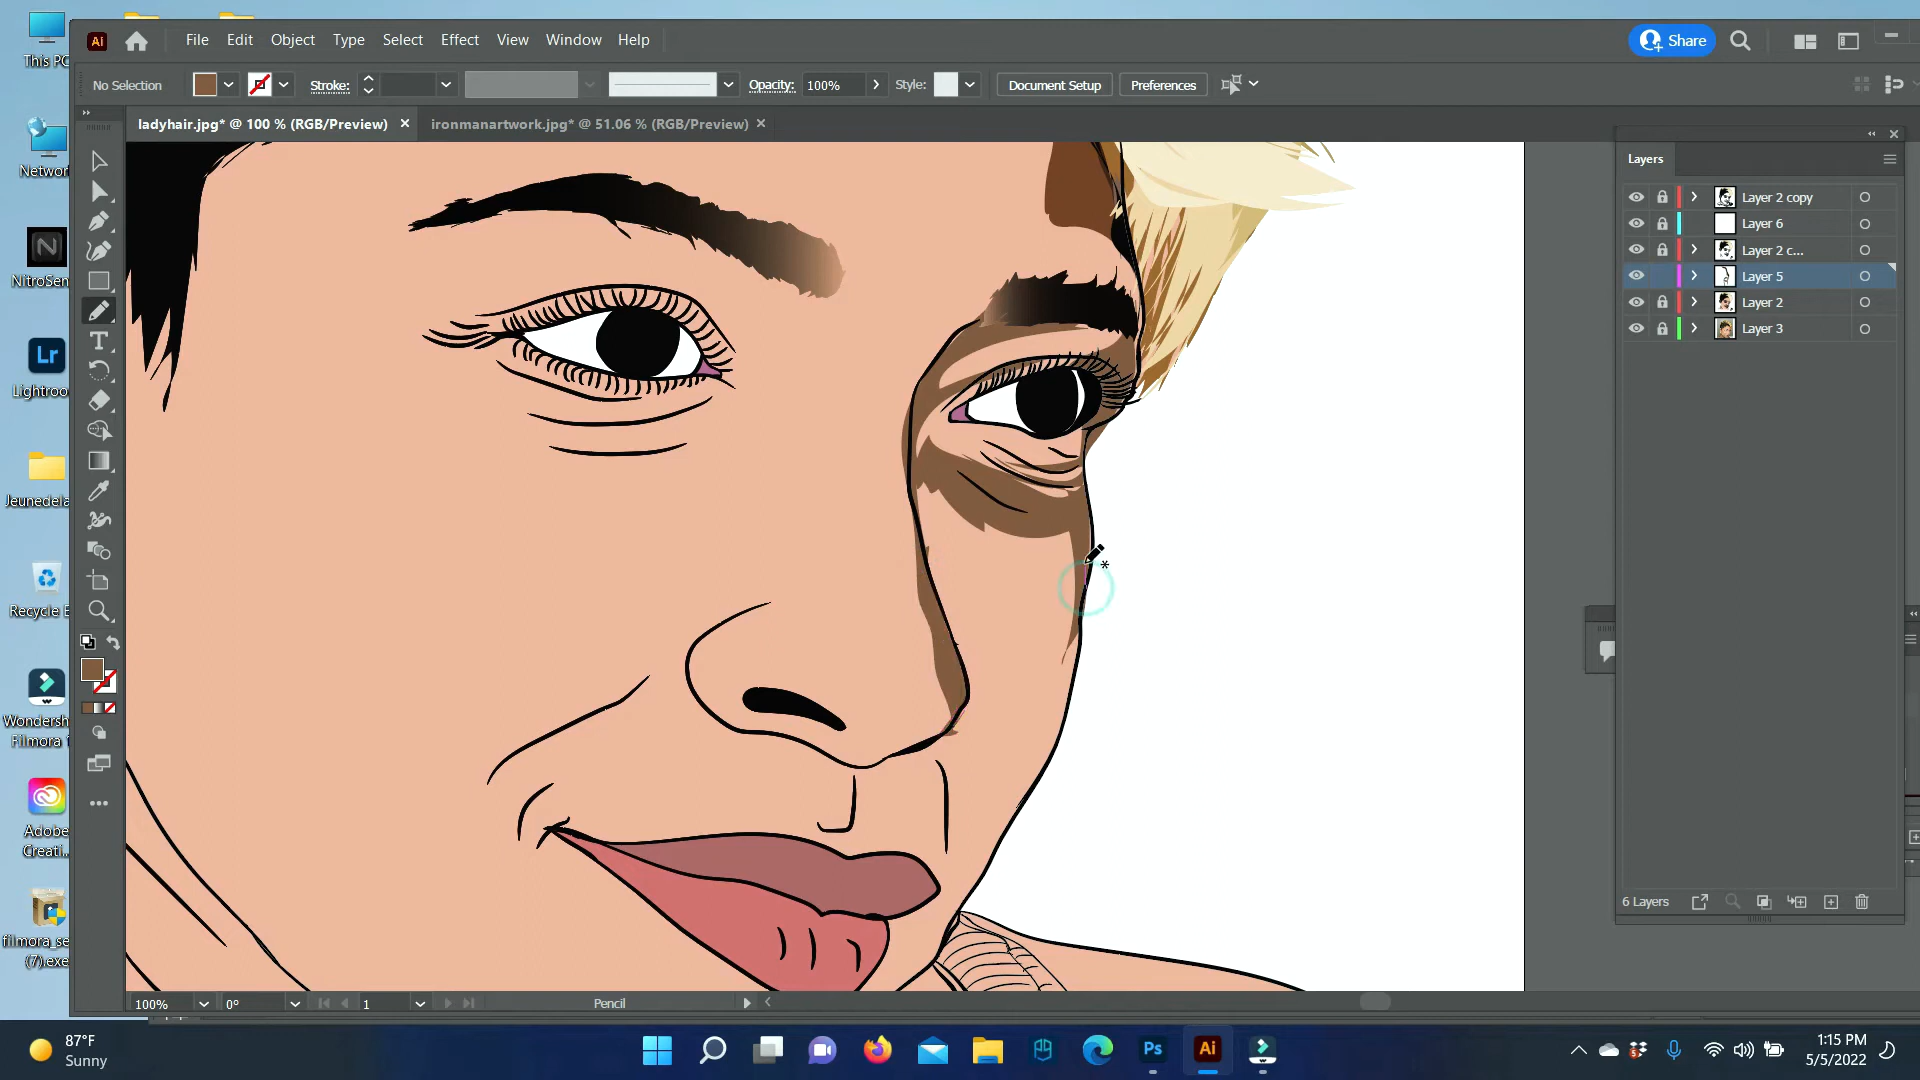 This PC
Ai
File Edit Object Type Select Effect View Window Help
Share
No Selection
Stroke:
Opacity: 100%
Style:
Document Setup
Preferences
ladyhair.jpg* @ 100 % (RGB/Preview)
ironmanartwork.jpg* @ 51.06 % (RGB/Preview)
Networ
NitroSen
Lr
Lightroo
Jeunedela
Recycle B
Wondersh
Filmora
Adobe
Creati...
filmora_se
(7).exe
Layers
Layer 2 copy
Layer 6
Layer 2 c...
Layer 5
Layer 2
Layer 3
6 Layers
100%
0°
1
Pencil
87°F
Sunny
Ps
Ai
1:15 PM
5/5/2022